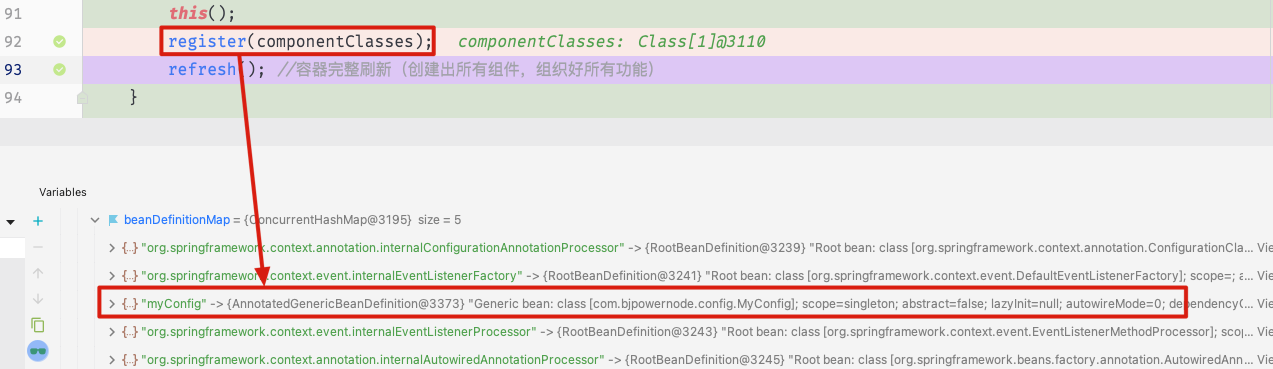 91 this();
92 register(componentClasses); componentClasses: Class[1]@3110
93 refresh(); //容器完整刷新（创建出所有组件，组织好所有功能）
94 }
Variables
beanDefinitionMap = {ConcurrentHashMap@3195} size = 5
{...} "org.springframework.context.annotation.internalConfigurationAnnotationProcessor" -> {RootBeanDefinition@3239} "Root bean: class [org.springframework.context.annotation.ConfigurationCla... Vie
{...} "org.springframework.context.event.internalEventListenerFactory" -> {RootBeanDefinition@3241} "Root bean: class [org.springframework.context.event.DefaultEventListenerFactory]; scope=; a... Vie
{...} "myConfig" -> {AnnotatedGenericBeanDefinition@3373} "Generic bean: class [com.bjpowernode.config.MyConfig]; scope=singleton; abstract=false; lazyInit=null; autowireMode=0; dependencyC... Vie
{...} "org.springframework.context.event.internalEventListenerProcessor" -> {RootBeanDefinition@3243} "Root bean: class [org.springframework.context.event.EventListenerMethodProcessor]; scop... Vie
{...} "org.springframework.context.annotation.internalAutowiredAnnotationProcessor" -> {RootBeanDefinition@3245} "Root bean: class [org.springframework.beans.factory.annotation.AutowiredAnn... Vie